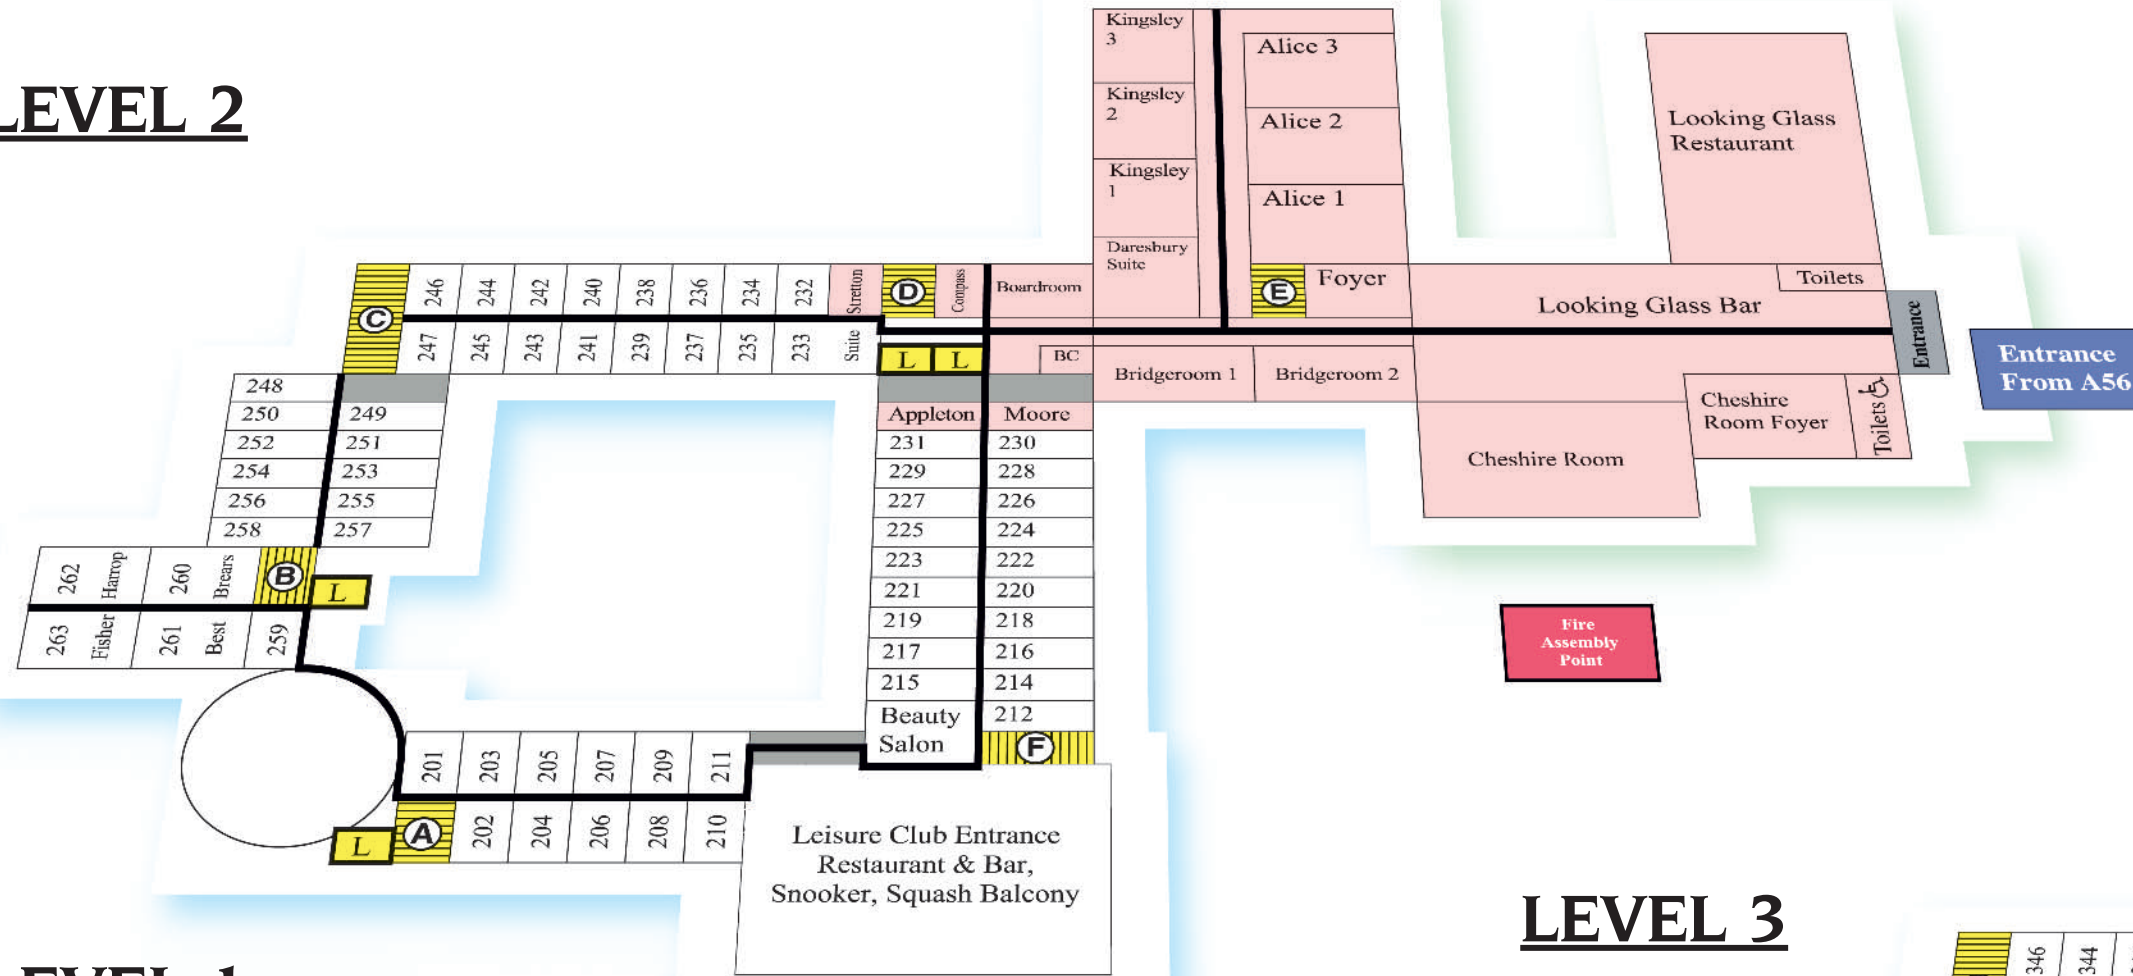 LEVEL 2
Kingsley
3
Kingsley
2
Kingsley
1
Daresbury
Suite
Alice 3
Alice 2
Alice 1
Looking Glass
Restaurant
246
244
242
240
238
236
234
232
Stretton
D
Compass
Boardroom
E
Foyer
Looking Glass Bar
Toilets
Entrance
Entrance
From A56
C
247
245
243
241
239
237
235
233
Suite
L
L
BC
Bridgeroom 1
Bridgeroom 2
Cheshire
Room Foyer
Toilets
Cheshire Room
248
250
252
254
256
258
249
251
253
255
257
Appleton
231
229
227
225
223
221
219
217
215
Beauty
Salon
Moore
230
228
226
224
222
220
218
216
214
212
F
262
Harrop
260
Brears
B
L
263
Fisher
261
Best
259
Fire
Assembly
Point
201
203
205
207
209
211
L
A
202
204
206
208
210
Leisure Club Entrance
Restaurant & Bar,
Snooker, Squash Balcony
LEVEL 3
346
344